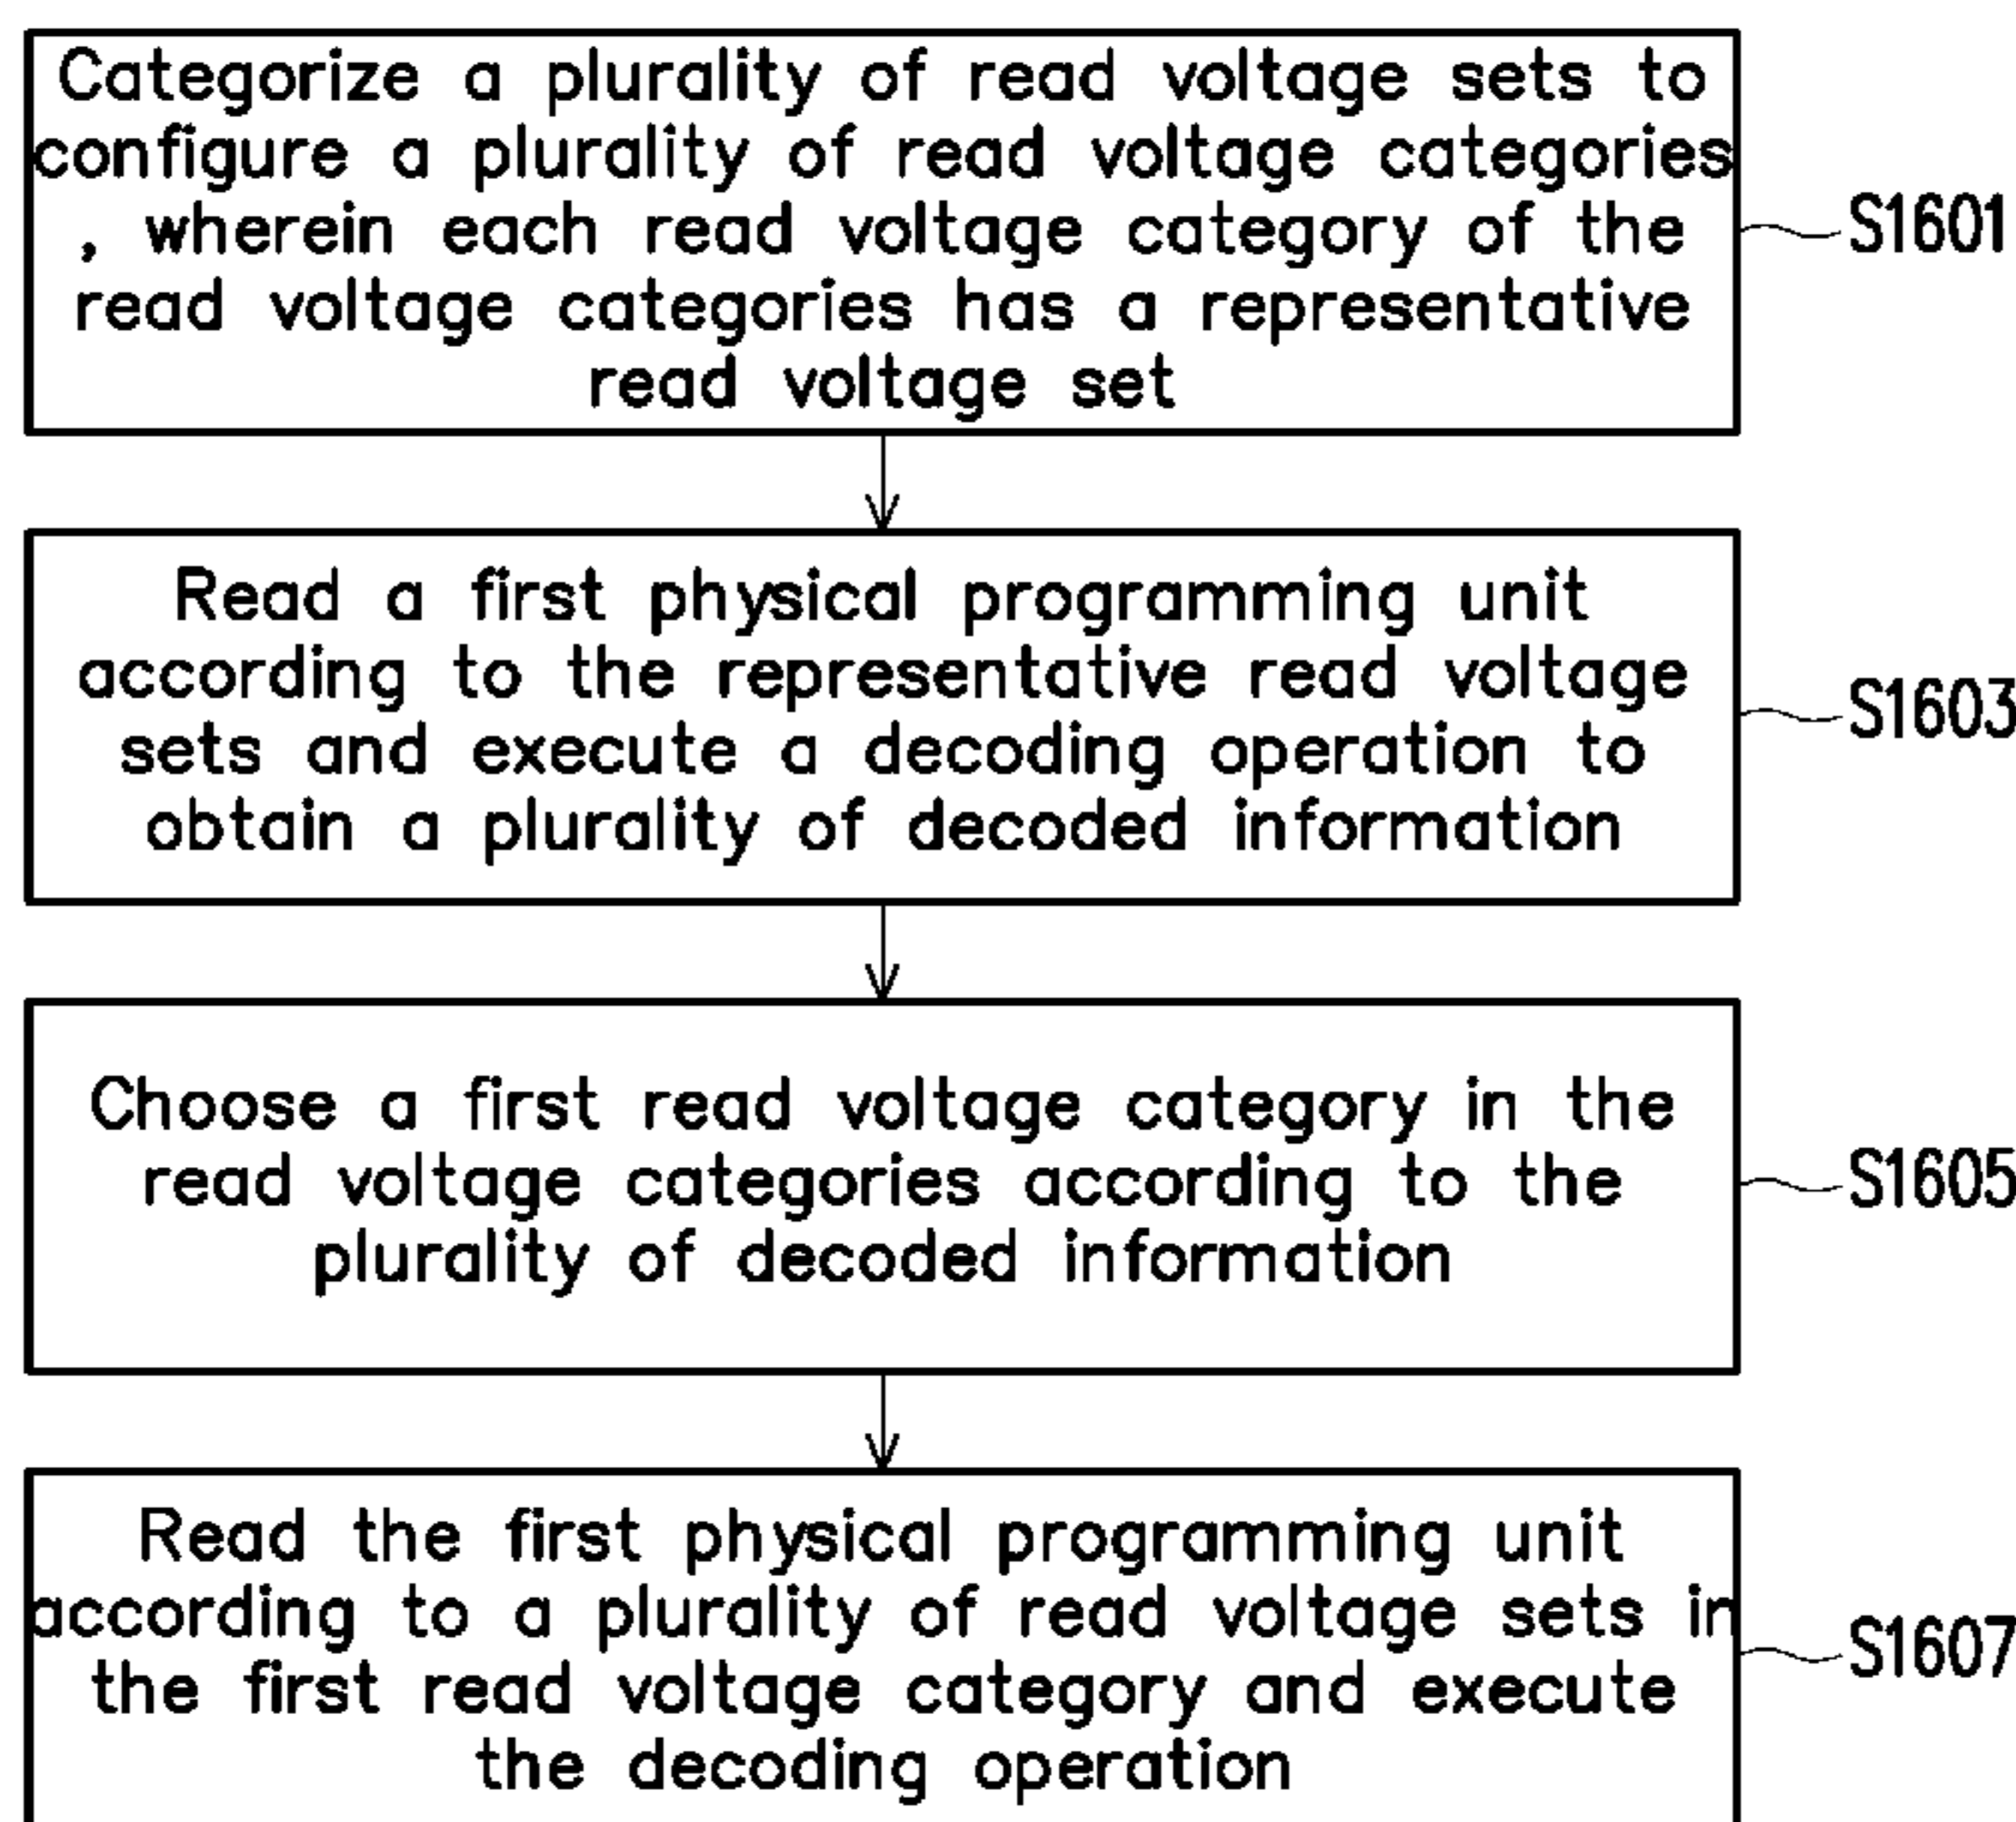 Categorize a plurality of read voltage sets to
configure a plurality of read voltage categories
, wherein each read voltage category of the
read voltage categories has a representative
read voltage set
S1601
Read a first physical programming unit
according to the representative read voltage
sets and execute a decoding operation to
obtain a plurality of decoded information
S1603
Choose a first read voltage category in the
read voltage categories according to the
plurality of decoded information
S1605
Read the first physical programming unit
according to a plurality of read voltage sets in
the first read voltage category and execute
the decoding operation
S1607